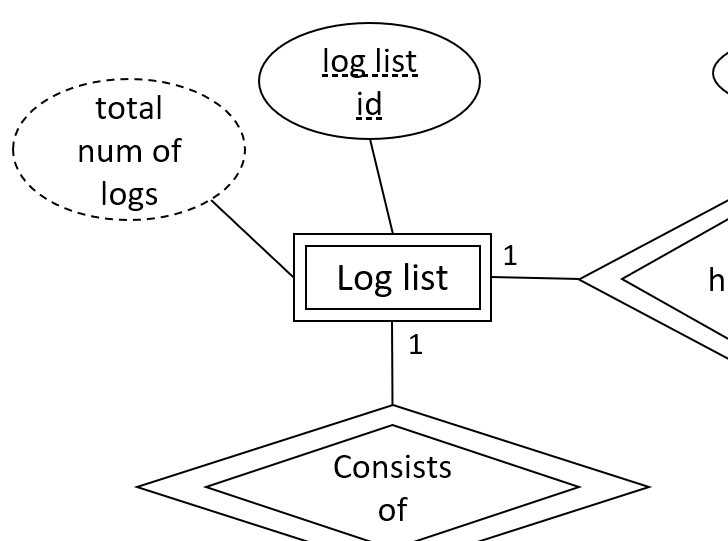 log list
id
total
num of
logs
Log list
1
1
Consists
of